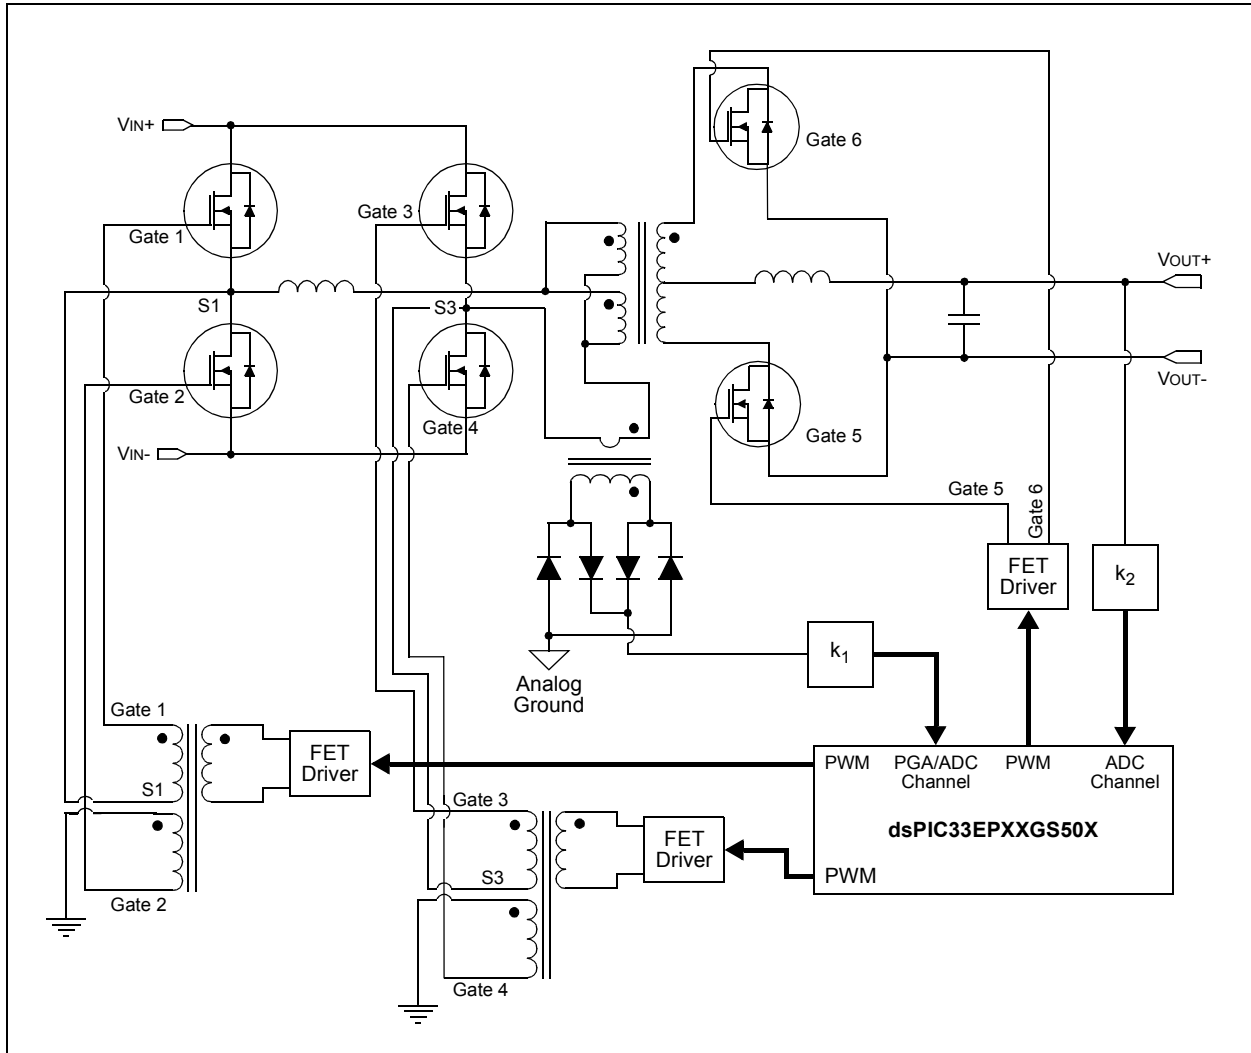 VIN+
Gate 1
Gate 3
Gate 6
S1
S3
VOUT+
VOUT-
Gate 2
Gate 4
Gate 5
VIN-
Gate 5
Gate 6
FET
Driver
k2
k1
Analog
Ground
Gate 1
S1
Gate 2
FET
Driver
PWM
PGA/ADC
Channel
PWM
ADC
Channel
dsPIC33EPXXGS50X
PWM
Gate 3
S3
Gate 4
FET
Driver